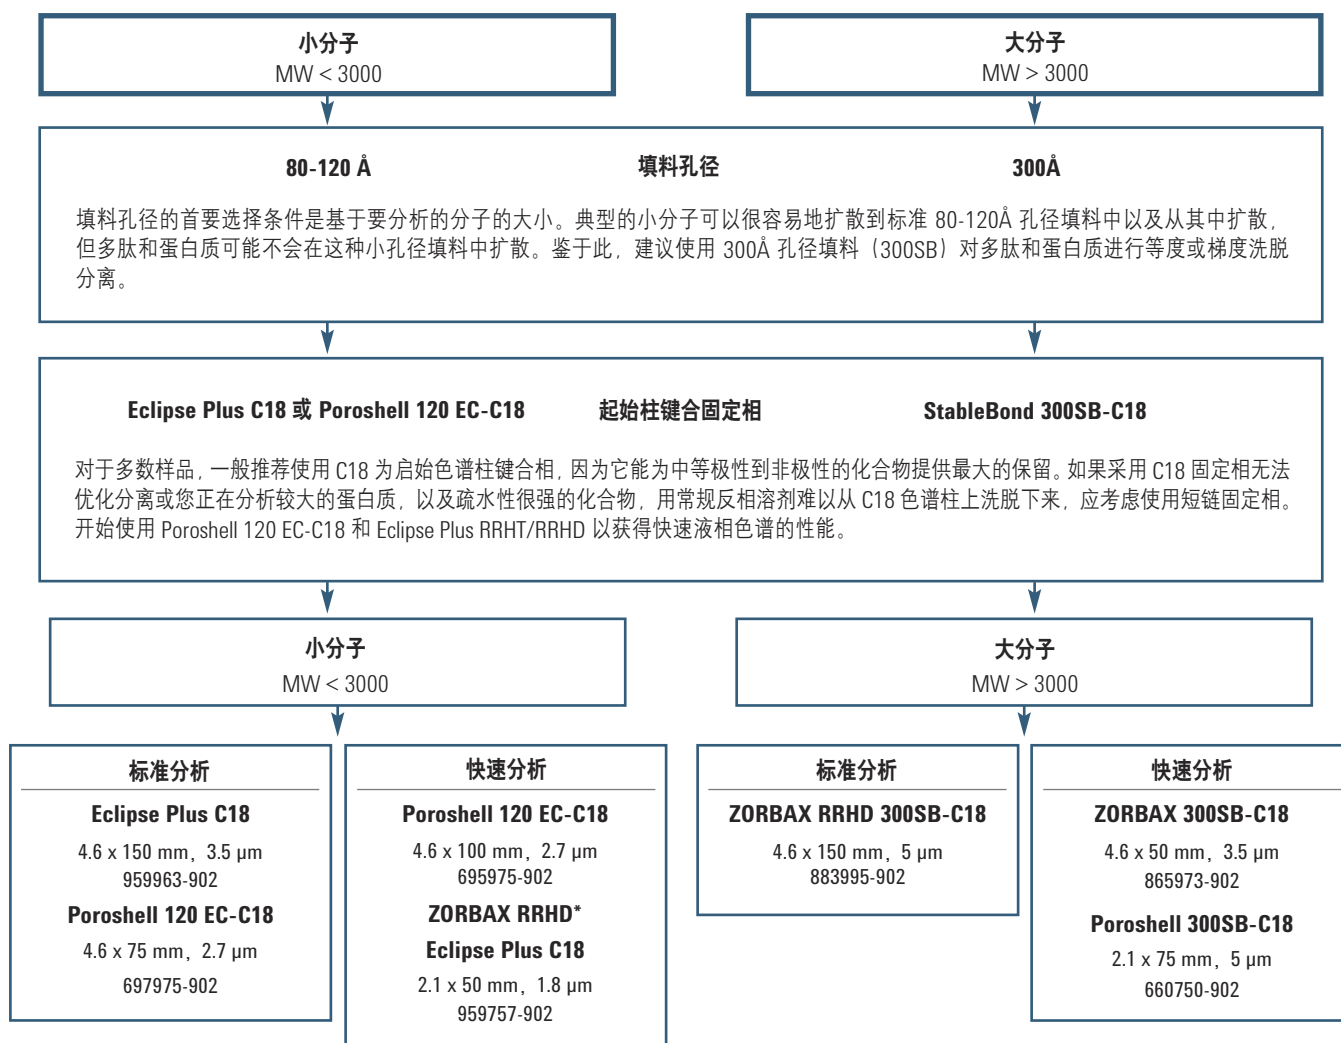 小分子
MW < 3000
大分子
MW > 3000
80-120 Å
填料孔径
300Å
填料孔径的首要选择条件是基于要分析的分子的大小。典型的小分子可以很容易地扩散到标准 80-120Å 孔径填料中以及从其中扩散，
但多肽和蛋白质可能不会在这种小孔径填料中扩散。鉴于此，建议使用 300Å 孔径填料（300SB）对多肽和蛋白质进行等度或梯度洗脱
分离。
Eclipse Plus C18 或 Poroshell 120 EC-C18
起始柱键合固定相
StableBond 300SB-C18
对于多数样品，一般推荐使用 C18 为启始色谱柱键合相，因为它能为中等极性到非极性的化合物提供最大的保留。如果采用 C18 固定相无法
优化分离或您正在分析较大的蛋白质，以及疏水性很强的化合物，用常规反相溶剂难以从 C18 色谱柱上洗脱下来，应考虑使用短链固定相。
开始使用 Poroshell 120 EC-C18 和 Eclipse Plus RRHT/RRHD 以获得快速液相色谱的性能。
小分子
MW < 3000
大分子
MW > 3000
标准分析
Eclipse Plus C18
4.6 x 150 mm，3.5 μm
959963-902
Poroshell 120 EC-C18
4.6 x 75 mm，2.7 μm
697975-902
快速分析
Poroshell 120 EC-C18
4.6 x 100 mm，2.7 μm
695975-902
ZORBAX RRHD*
Eclipse Plus C18
2.1 x 50 mm，1.8 μm
959757-902
标准分析
ZORBAX RRHD 300SB-C18
4.6 x 150 mm，5 μm
883995-902
快速分析
ZORBAX 300SB-C18
4.6 x 50 mm，3.5 μm
865973-902
Poroshell 300SB-C18
2.1 x 75 mm，5 μm
660750-902